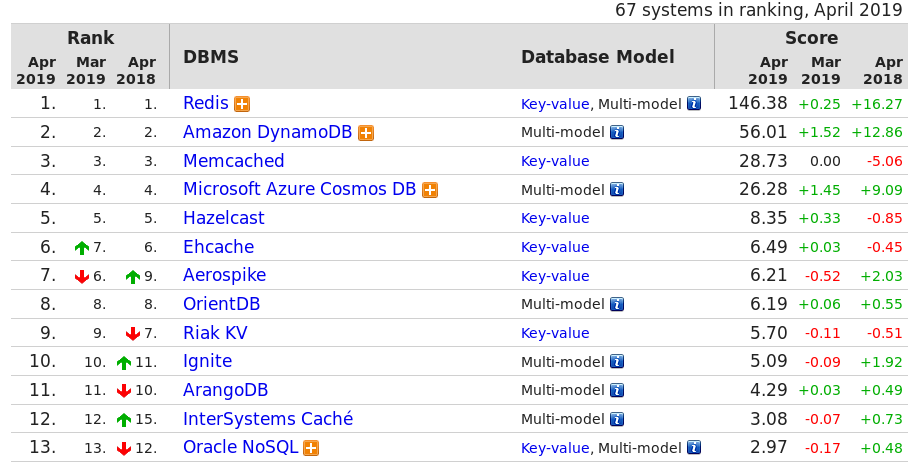 67 systems in ranking, April 2019
Rank Score
Apr 2019 Mar 2019 Apr 2018 DBMS Database Model Apr 2019 Mar 2019 Apr 2018
1. 1. 1. Redis Key-value, Multi-model 146.38 +0.25 +16.27
2. 2. 2. Amazon DynamoDB Multi-model 56.01 +1.52 +12.86
3. 3. 3. Memcached Key-value 28.73 0.00 -5.06
4. 4. 4. Microsoft Azure Cosmos DB Multi-model 26.28 +1.45 +9.09
5. 5. 5. Hazelcast Key-value 8.35 +0.33 -0.85
6. 7. 6. Ehcache Key-value 6.49 +0.03 -0.45
7. 6. 9. Aerospike Key-value 6.21 -0.52 +2.03
8. 8. 8. OrientDB Multi-model 6.19 +0.06 +0.55
9. 9. 7. Riak KV Key-value 5.70 -0.11 -0.51
10. 10. 11. Ignite Multi-model 5.09 -0.09 +1.92
11. 11. 10. ArangoDB Multi-model 4.29 +0.03 +0.49
12. 12. 15. InterSystems Caché Multi-model 3.08 -0.07 +0.73
13. 13. 12. Oracle NoSQL Key-value, Multi-model 2.97 -0.17 +0.48